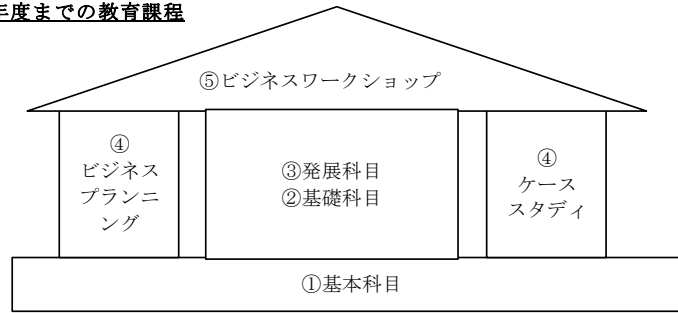 年度までの教育課程
⑤ビジネスワークショップ
④
ビジネス
プランニ
ング
③発展科目
②基礎科目
④
ケース
スタディ
①基本科目